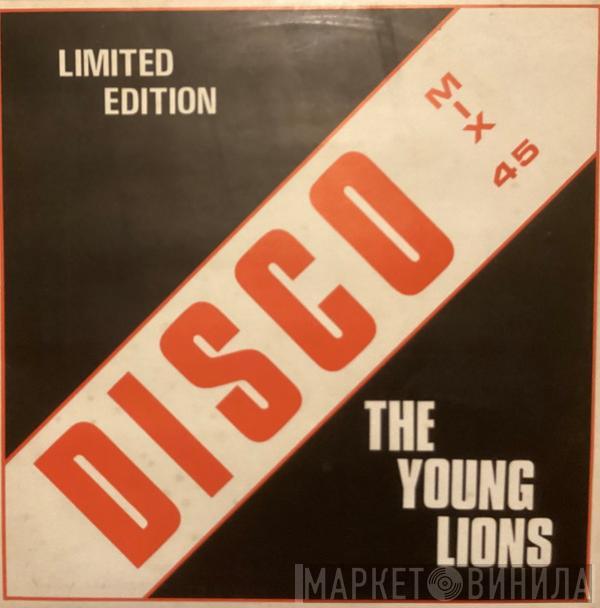 LIMITED
EDITION
MIX
45
DISCO
THE
YOUNG
LIONS
МАРКЕТ ВИНИЛА